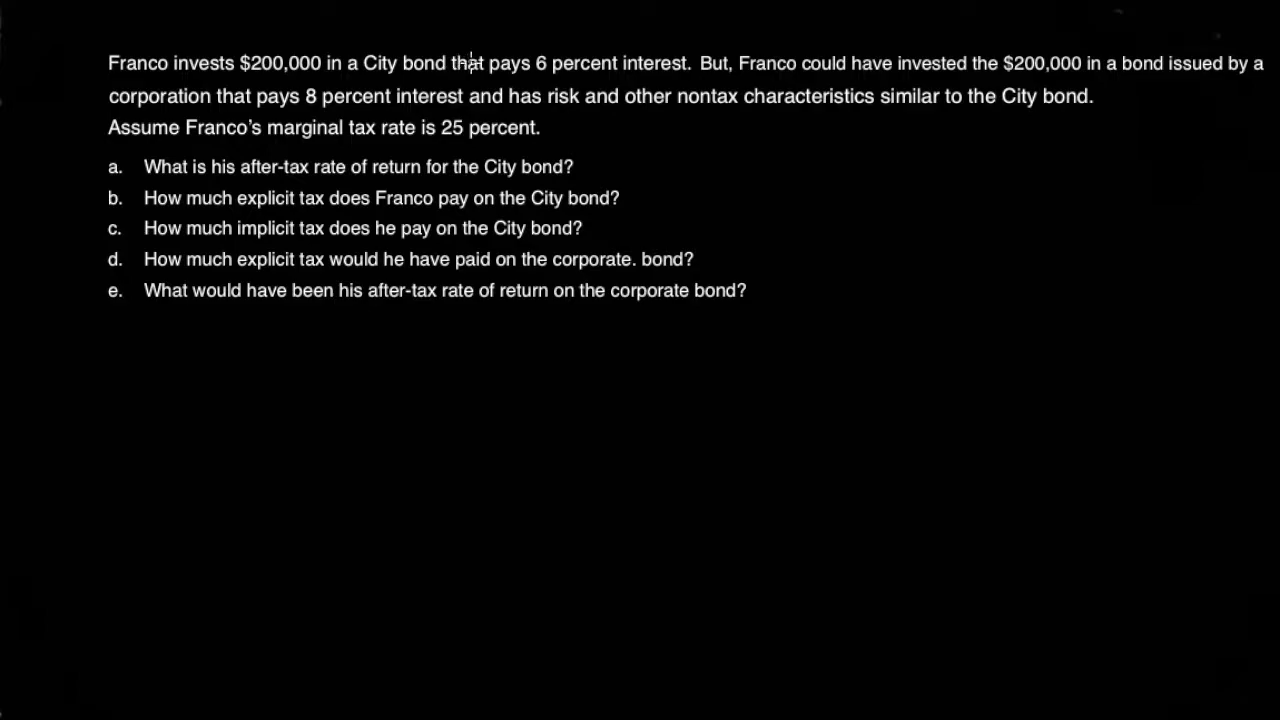 Franco invests $200,000 in a City bond that pays 6 percent interest. But, Franco could have invested the $200,000 in a bond issued by a
corporation that pays 8 percent interest and has risk and other nontax characteristics similar to the City bond.
Assume Franco’s marginal tax rate is 25 percent.
a. What is his after-tax rate of return for the City bond?
b. How much explicit tax does Franco pay on the City bond?
c. How much implicit tax does he pay on the City bond?
d. How much explicit tax would he have paid on the corporate. bond?
e. What would have been his after-tax rate of return on the corporate bond?